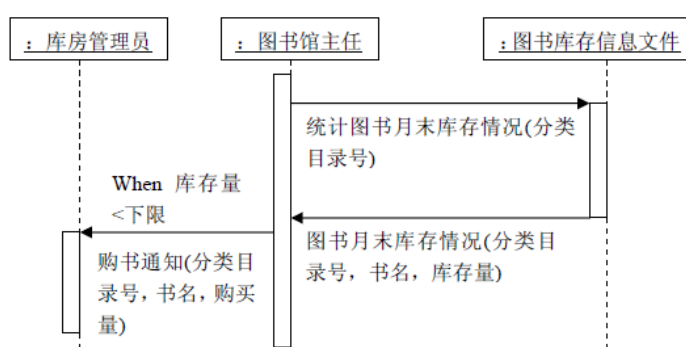 ：库房管理员
：图书馆主任
：图书库存信息文件
统计图书月末库存情况(分类
目录号)
When 库存量
<下限
图书月末库存情况(分类目
录号，书名，库存量)
购书通知(分类目
录号，书名，购买
量)